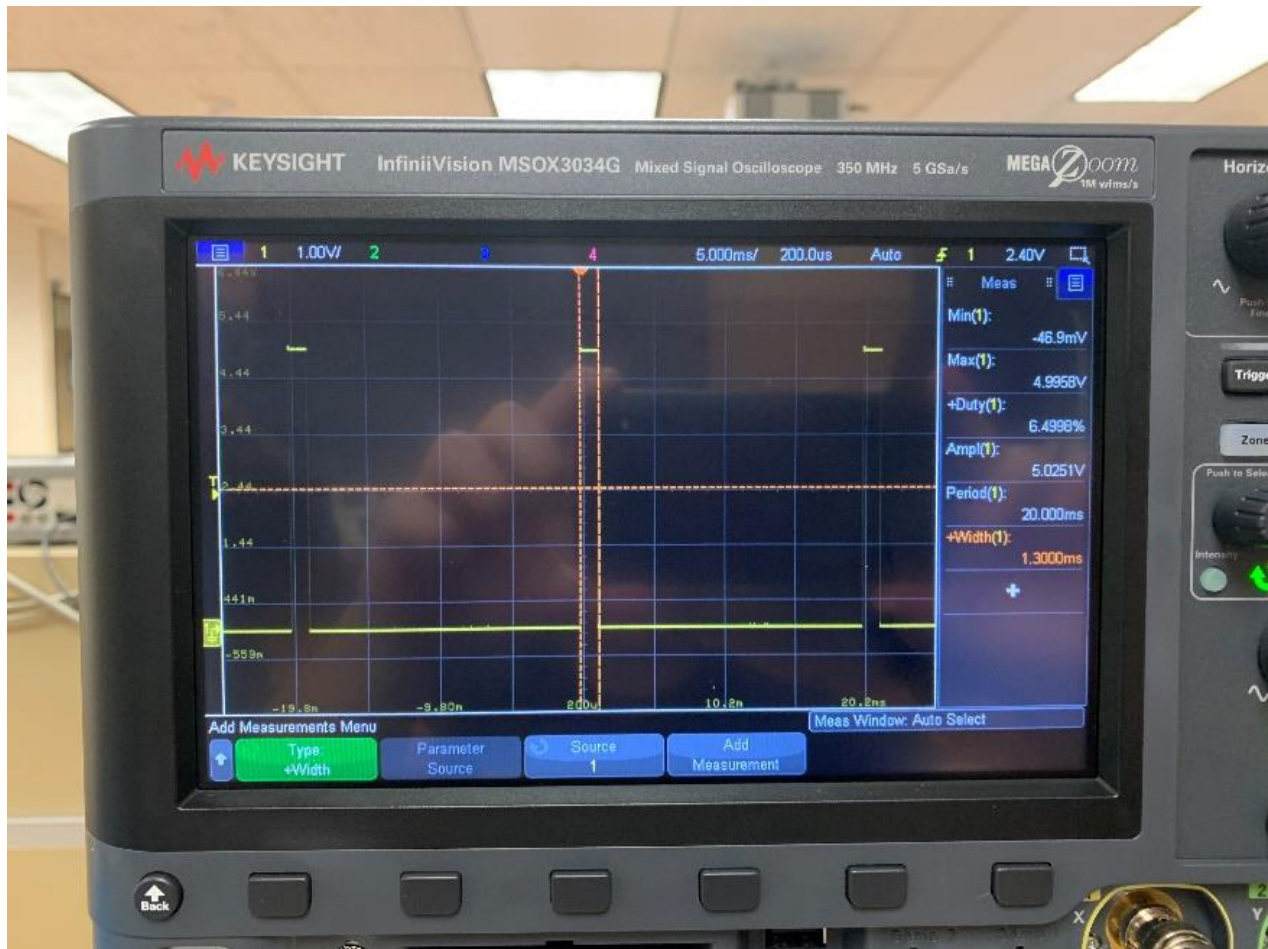 KEYSIGHT InfiniiVision MSOX3034G Mixed Signal Oscilloscope 350 MHz 5 GSa/s MEGA Zoom
1M wfms/s
Horizo
1 1.00V/ 2 3 4 5.000ms/ 200.0us Auto 1 2.40V
Meas
5.44
Min(1):
-46.9mV
4.44
Max(1):
4.9958V
Trigge
3.44
+Duty(1):
6.4998%
Zone
Ampl(1):
5.0251V
Push to Sele
T 2.44
Period(1):
20.000ms
1.44
+Width(1):
1.3000ms
Intensity
441m
-559m
-19.8m -9.80m 200u 10.2m 20.2ms
Add Measurements Menu
Meas Window: Auto Select
Type
+Width
Parameter
Source
Source
1
Add
Measurement
Back
X
2
Y